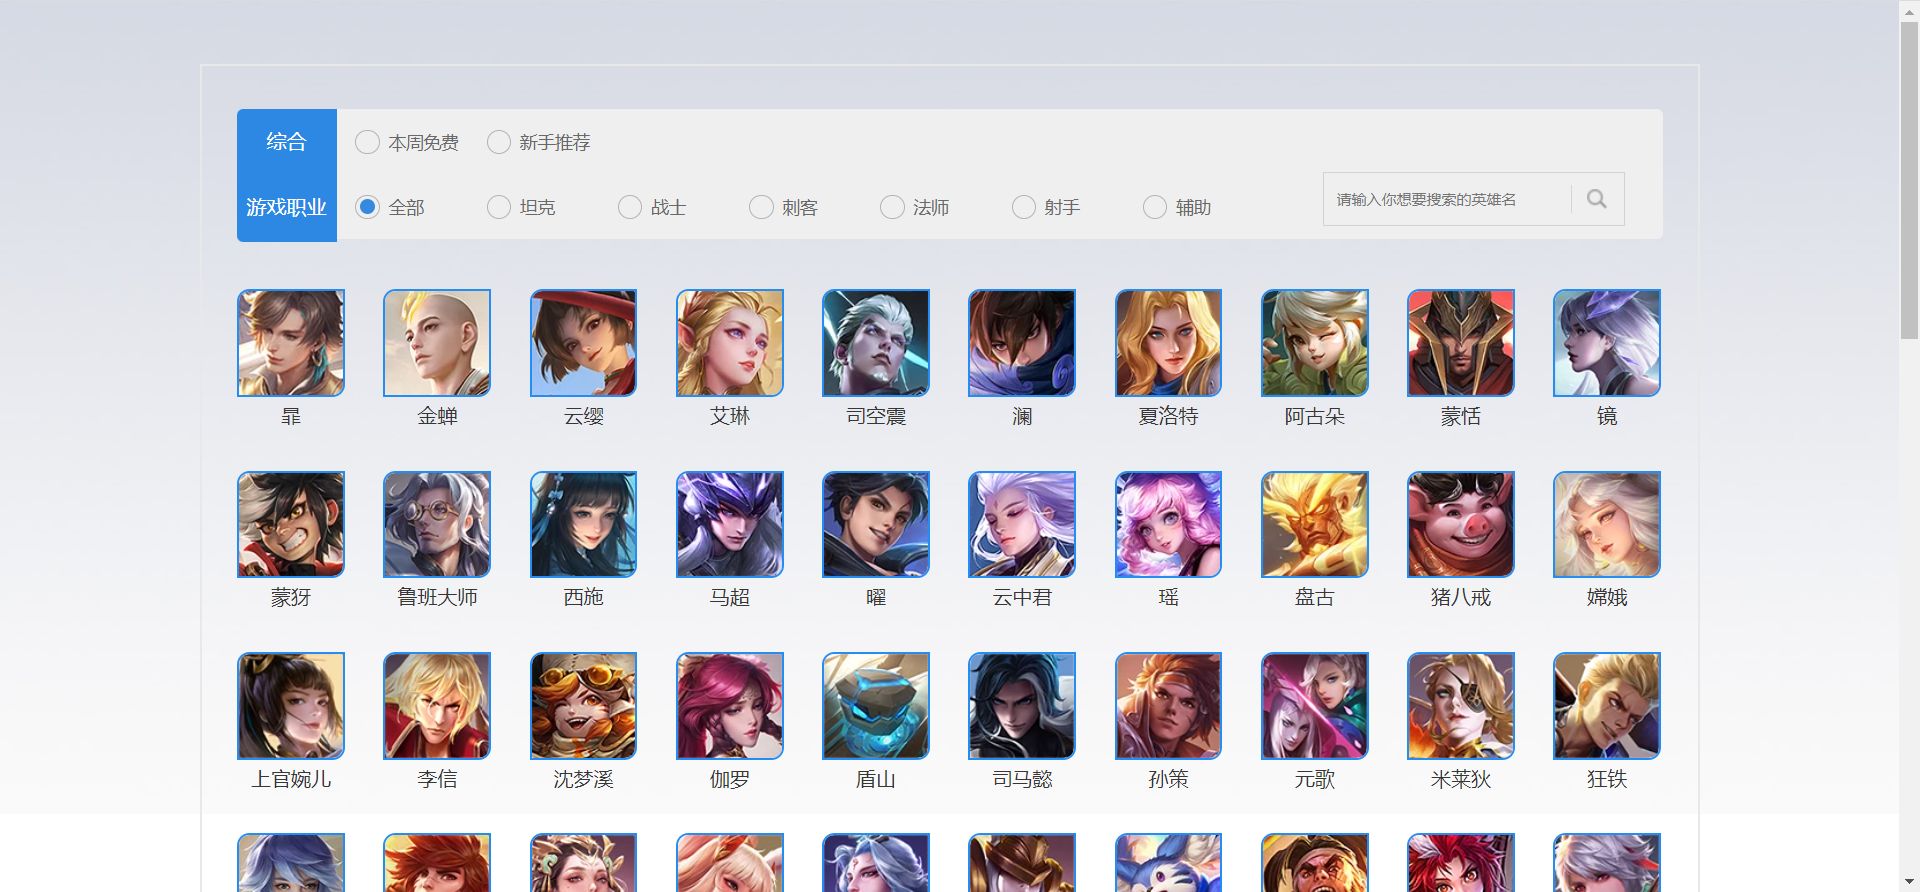 综合
本周免费 新手推荐
游戏职业
全部 坦克 战士 刺客 法师 射手 辅助
请输入你想要搜索的英雄名
暃 金蝉 云缨 艾琳 司空震 澜 夏洛特 阿古朵 蒙恬 镜
蒙犽 鲁班大师 西施 马超 曜 云中君 瑶 盘古 猪八戒 嫦娥
上官婉儿 李信 沈梦溪 伽罗 盾山 司马懿 孙策 元歌 米莱狄 狂铁